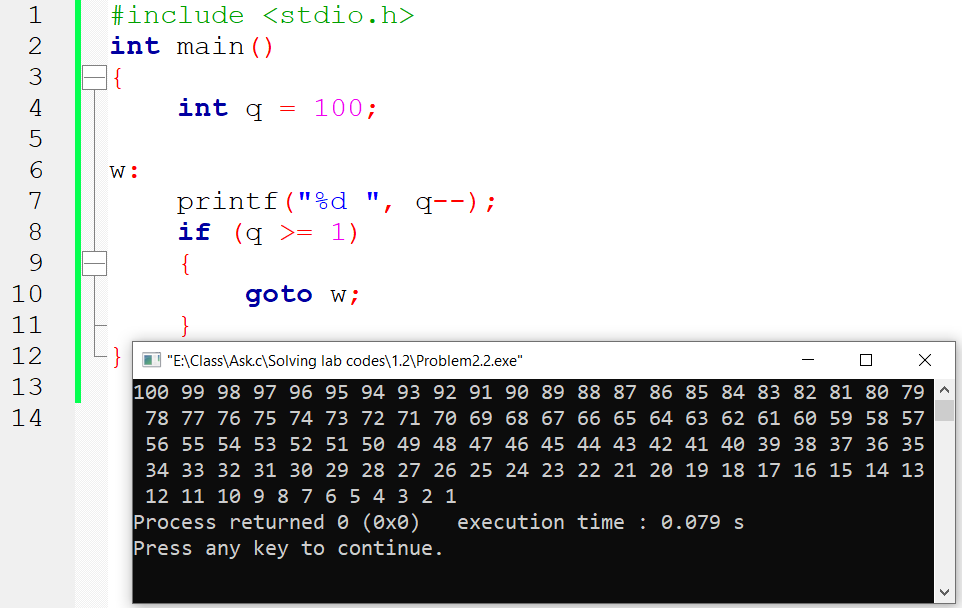 1 #include <stdio.h>
2 int main()
3 {
4 int q = 100;
5
6 w:
7 printf("%d ", q--);
8 if (q >= 1)
9 {
10 goto w;
11 }
12 }
13
14
"E:\Class\Ask.c\Solving lab codes\1.2\Problem2.2.exe"
100 99 98 97 96 95 94 93 92 91 90 89 88 87 86 85 84 83 82 81 80 79
78 77 76 75 74 73 72 71 70 69 68 67 66 65 64 63 62 61 60 59 58 57
56 55 54 53 52 51 50 49 48 47 46 45 44 43 42 41 40 39 38 37 36 35
34 33 32 31 30 29 28 27 26 25 24 23 22 21 20 19 18 17 16 15 14 13
12 11 10 9 8 7 6 5 4 3 2 1
Process returned 0 (0x0)   execution time : 0.079 s
Press any key to continue.